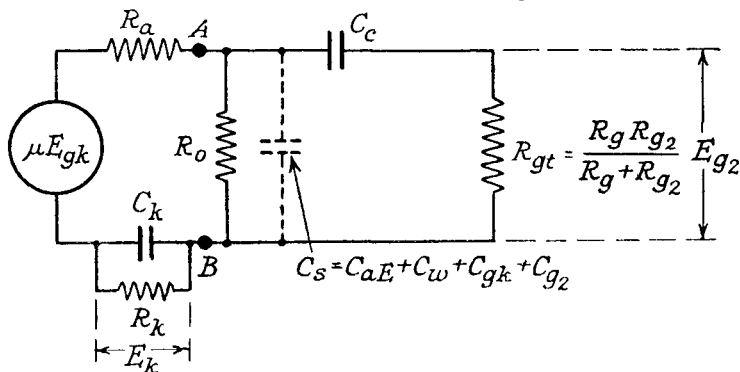 R_a
A
C_c
μE_gk
R_o
R_gt = R_g R_g2 / R_g + R_g2
E_g2
C_k
B
C_s = C_aE + C_w + C_gk + C_g2
R_k
E_k